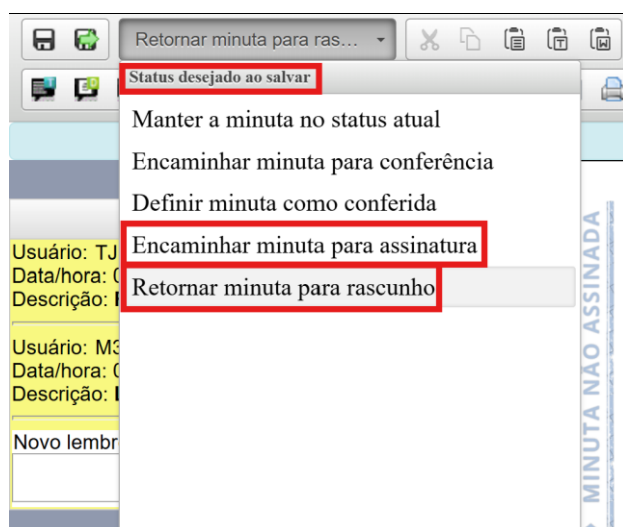 Retornar minuta para ras...
Status desejado ao salvar
Manter a minuta no status atual
Encaminhar minuta para conferência
Definir minuta como conferida
Encaminhar minuta para assinatura
Retornar minuta para rascunho
Usuário: TJ
Data/hora: 0
Descrição:
Usuário: M3
Data/hora: 0
Descrição:
Novo lembr
MINUTA NÃO ASSINADA